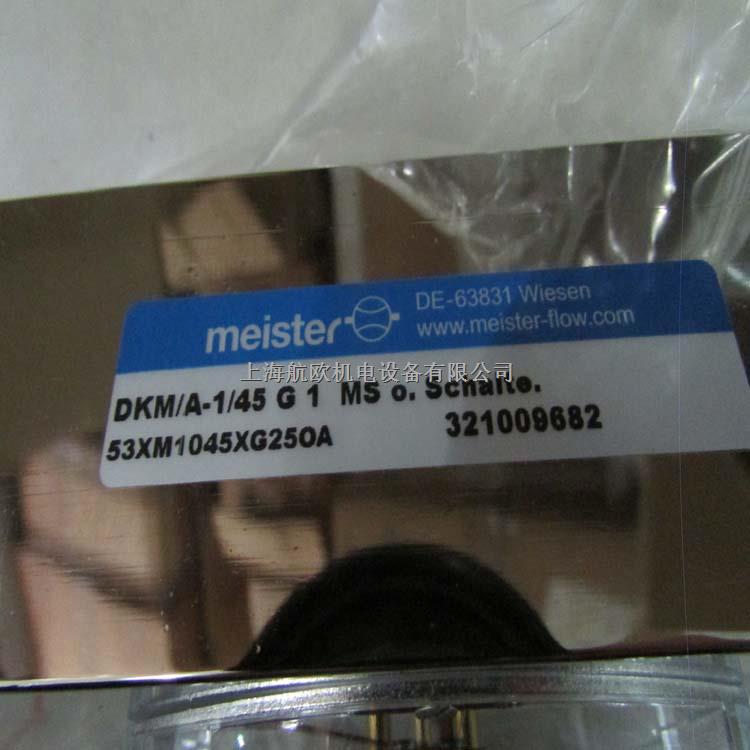 meister
DE-63831 Wiesen
www.meister-flow.com
上海航欧机电设备有限公司
DKM/A-1/45 G 1 MS o. Schalte.
53XM1045XG25OA
321009682